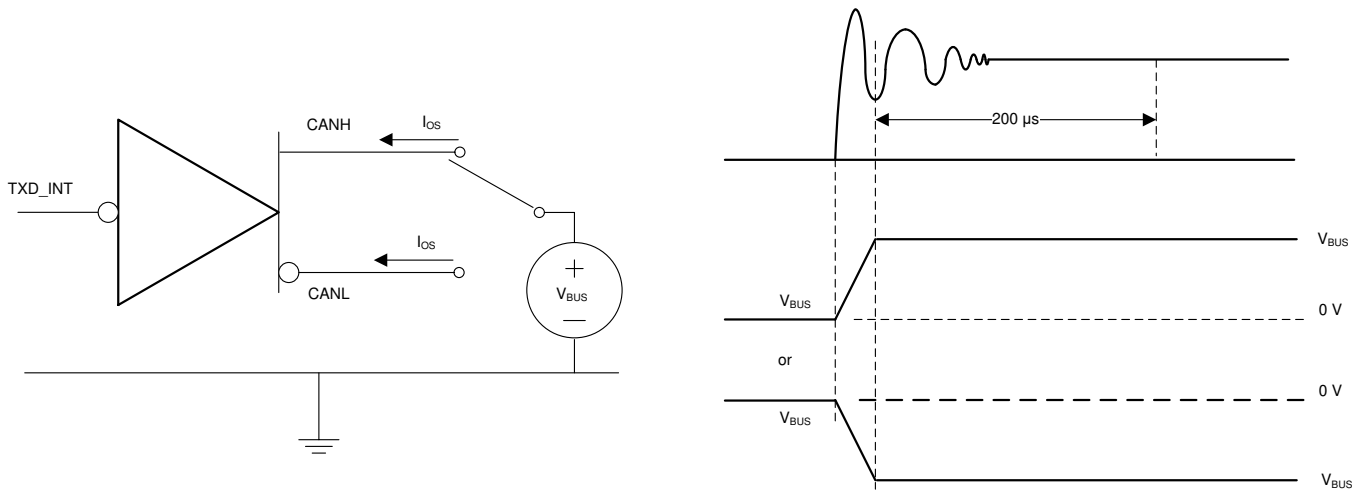 TXD_INT
CANH
I_OS
I_OS
CANL
+
V_BUS
—
200 µs
V_BUS
V_BUS
0 V
or
0 V
V_BUS
V_BUS